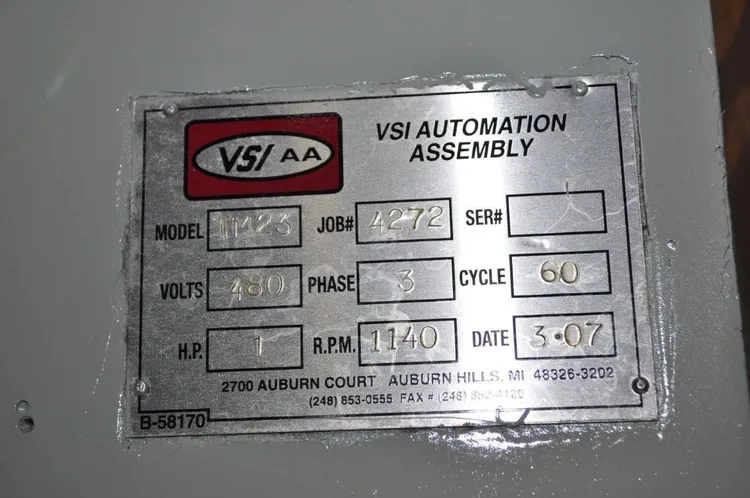 VSI AA
VSI AUTOMATION
ASSEMBLY
MODEL JOB# 4272 SER#
VOLTS 480 PHASE 3 CYCLE 60
H.P. 1 R.P.M. 1140 DATE 3·07
2700 AUBURN COURT AUBURN HILLS, MI 48326-3202
(248) 853-0555 FAX # (248)
B-58170